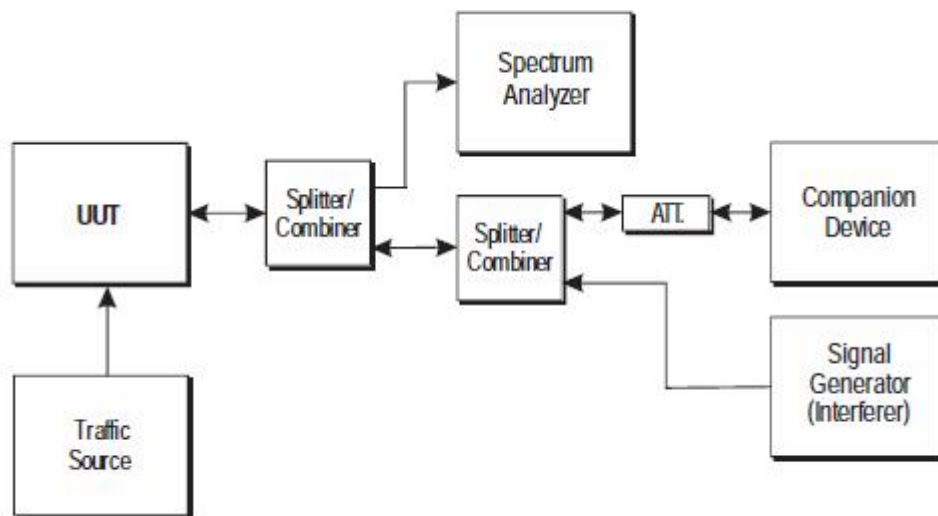 Spectrum
Analyzer
UUT
Splitter/
Combiner
Splitter/
Combiner
ATT.
Companion
Device
Traffic
Source
Signal
Generator
(Interferer)